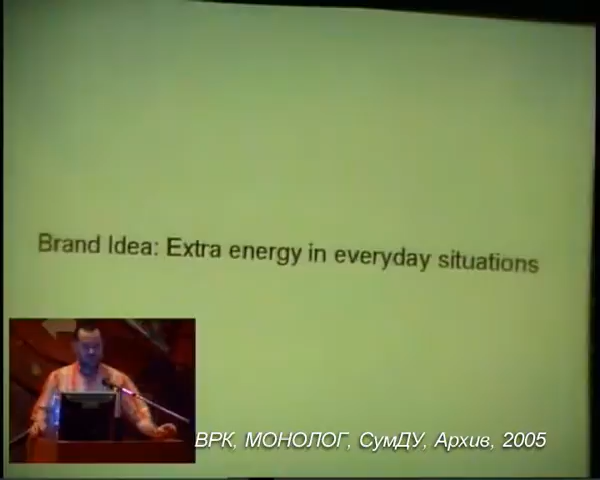 Brand Idea: Extra energy in everyday situations
ВРК, МОНОЛОГ, СумДУ, Архив, 2005